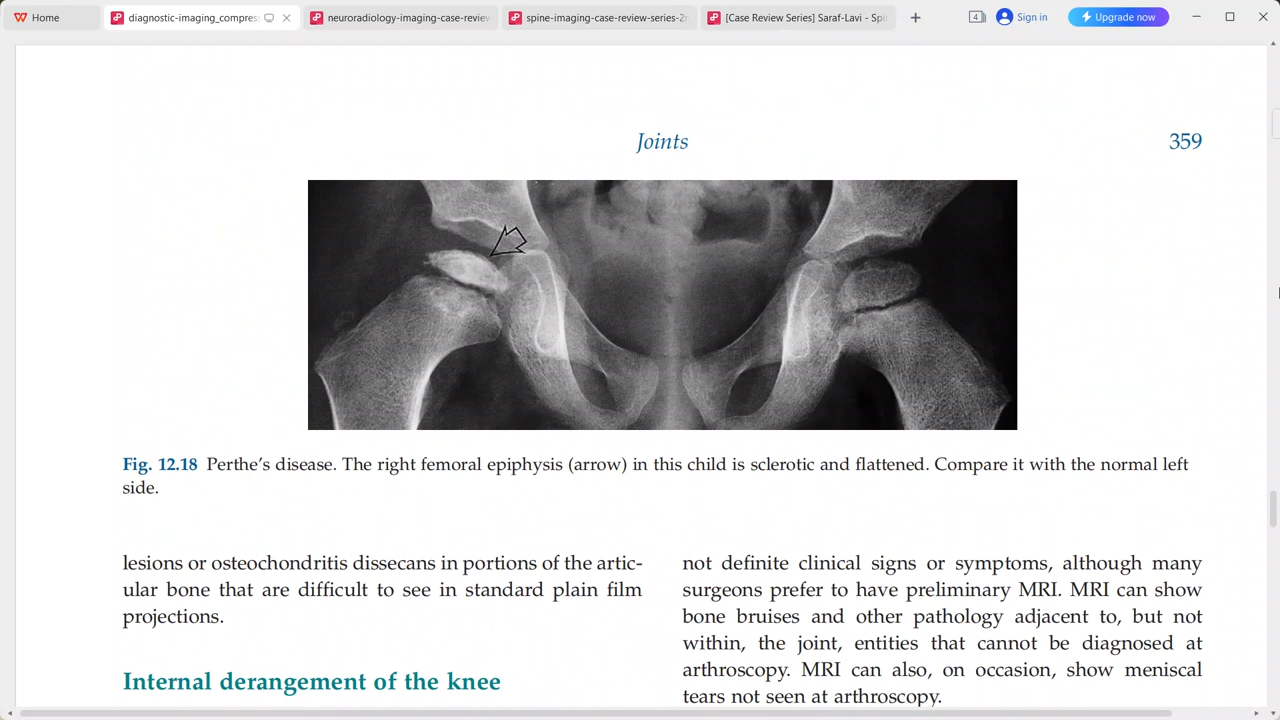 Home
diagnostic-imaging_compres
neuroradiology-imaging-case-review
spine-imaging-case-review-series-2
[Case Review Series] Saraf-Lavi - Spi
4
Sign in
Upgrade now
Joints
359
Fig. 12.18 Perthe’s disease. The right femoral epiphysis (arrow) in this child is sclerotic and flattened. Compare it with the normal left
side.
lesions or osteochondritis dissecans in portions of the artic-
ular bone that are difficult to see in standard plain film
projections.
Internal derangement of the knee
not definite clinical signs or symptoms, although many
surgeons prefer to have preliminary MRI. MRI can show
bone bruises and other pathology adjacent to, but not
within, the joint, entities that cannot be diagnosed at
arthroscopy. MRI can also, on occasion, show meniscal
tears not seen at arthroscopy.